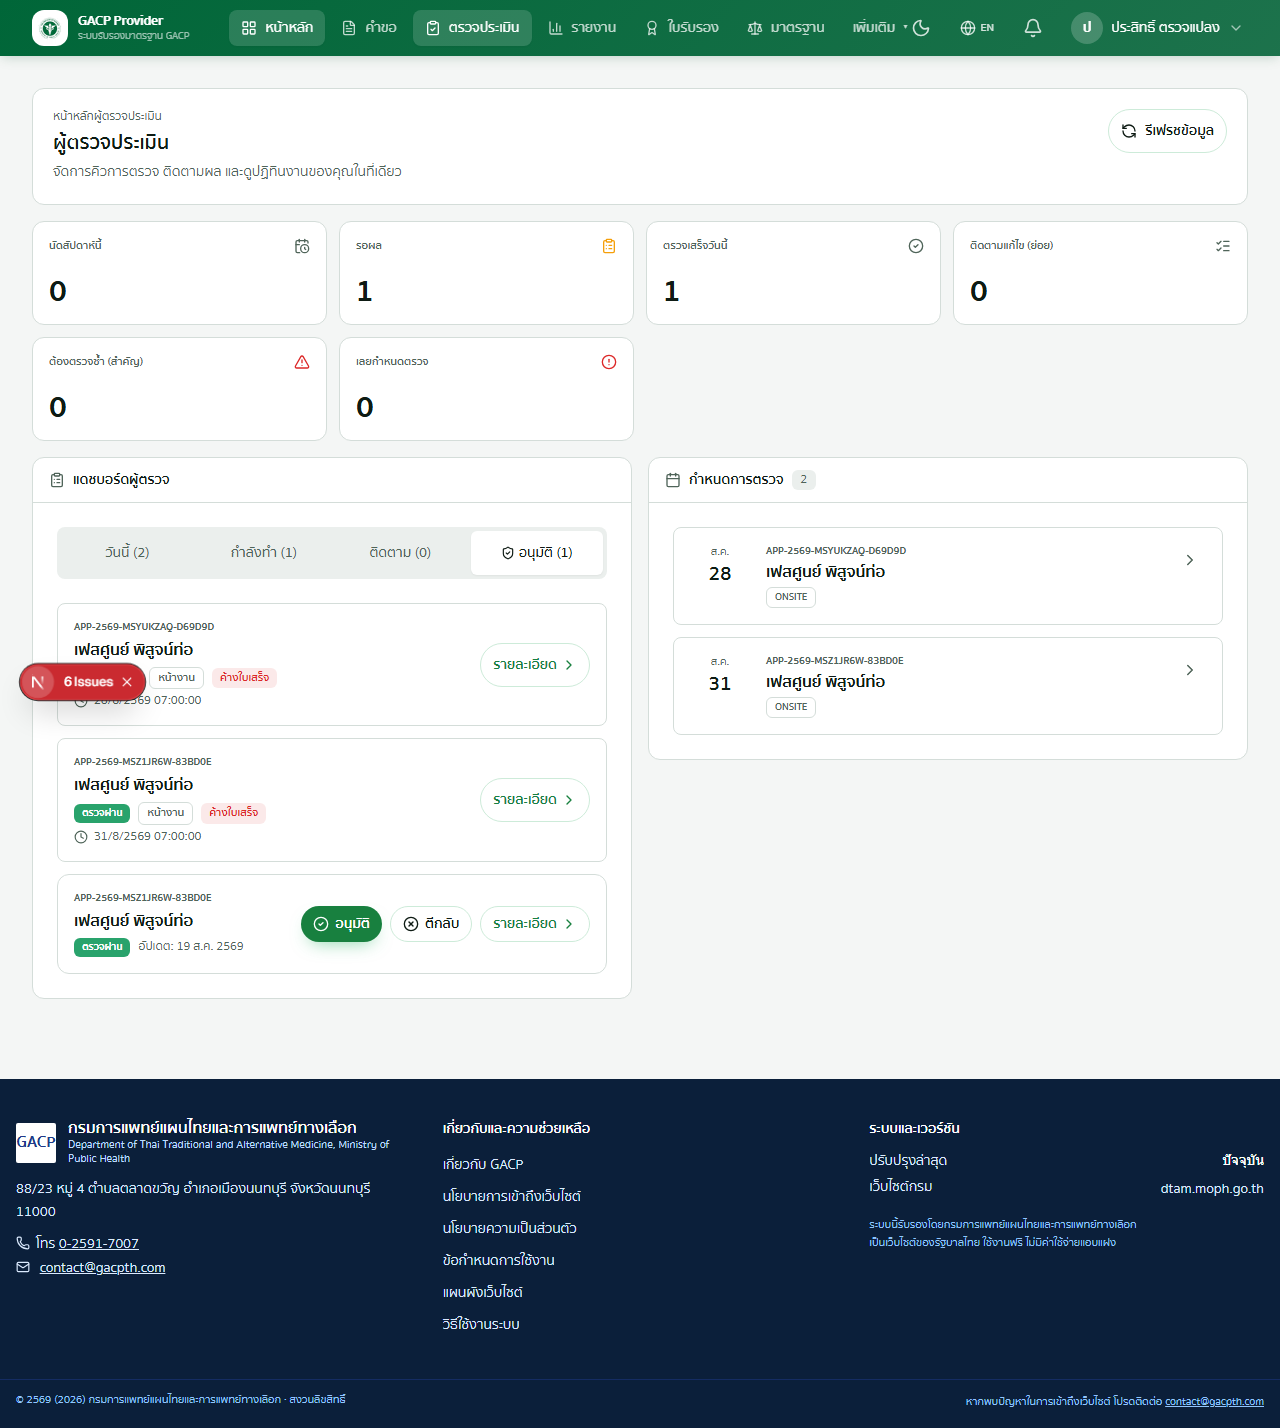 GACP Provider
ระบบรับรองมาตรฐาน GACP
หน้าหลัก
คำขอ
ตรวจประเมิน
รายงาน
ใบรับรอง
มาตรฐาน
เพิ่มเติม
EN
ป
ประสิทธิ์ ตรวจแปลง
หน้าหลักผู้ตรวจประเมิน
ผู้ตรวจประเมิน
จัดการคิวการตรวจ ติดตามผล และดูปฏิทินงานของคุณในที่เดียว
รีเฟรชข้อมูล
นัดสัปดาห์นี้
0
รอผล
1
ตรวจเสร็จวันนี้
1
ติดตามแก้ไข (ย่อย)
0
ต้องตรวจซ้ำ (สำคัญ)
0
เลยกำหนดตรวจ
0
แดชบอร์ดผู้ตรวจ
วันนี้ (2)
กำลังทำ (1)
ติดตาม (0)
อนุมัติ (1)
APP-2569-MSYUKZAQ-D69D9D
เฟสศูนย์ พิสูจน์ท่อ
หน้างาน
ค้างใบเสร็จ
28/8/2569 07:00:00
รายละเอียด
6 Issues
APP-2569-MSZ1JR6W-83BD0E
เฟสศูนย์ พิสูจน์ท่อ
ตรวจผ่าน
หน้างาน
ค้างใบเสร็จ
31/8/2569 07:00:00
รายละเอียด
APP-2569-MSZ1JR6W-83BD0E
เฟสศูนย์ พิสูจน์ท่อ
ตรวจผ่าน
อัปเดต: 19 ส.ค. 2569
อนุมัติ
ตีกลับ
รายละเอียด
กำหนดการตรวจ
2
ส.ค.
28
APP-2569-MSYUKZAQ-D69D9D
เฟสศูนย์ พิสูจน์ท่อ
ONSITE
ส.ค.
31
APP-2569-MSZ1JR6W-83BD0E
เฟสศูนย์ พิสูจน์ท่อ
ONSITE
GACP
กรมการแพทย์แผนไทยและการแพทย์ทางเลือก
Department of Thai Traditional and Alternative Medicine, Ministry of
Public Health
88/23 หมู่ 4 ตำบลตลาดขวัญ อำเภอเมืองนนทบุรี จังหวัดนนทบุรี
11000
โทร 0-2591-7007
contact@gacpth.com
เกี่ยวกับและความช่วยเหลือ
เกี่ยวกับ GACP
นโยบายการเข้าถึงเว็บไซต์
นโยบายความเป็นส่วนตัว
ข้อกำหนดการใช้งาน
แผนผังเว็บไซต์
วิธีใช้งานระบบ
ระบบและเวอร์ชัน
ปรับปรุงล่าสุด
ปัจจุบัน
เว็บไซต์กรม
dtam.moph.go.th
ระบบนี้รับรองโดยกรมการแพทย์แผนไทยและการแพทย์ทางเลือก
เป็นเว็บไซต์ของรัฐบาลไทย ใช้งานฟรี ไม่มีค่าใช้จ่ายแอบแฝง
© 2569 (2026) กรมการแพทย์แผนไทยและการแพทย์ทางเลือก · สงวนลิขสิทธิ์
หากพบปัญหาในการเข้าถึงเว็บไซต์ โปรดติดต่อ contact@gacpth.com